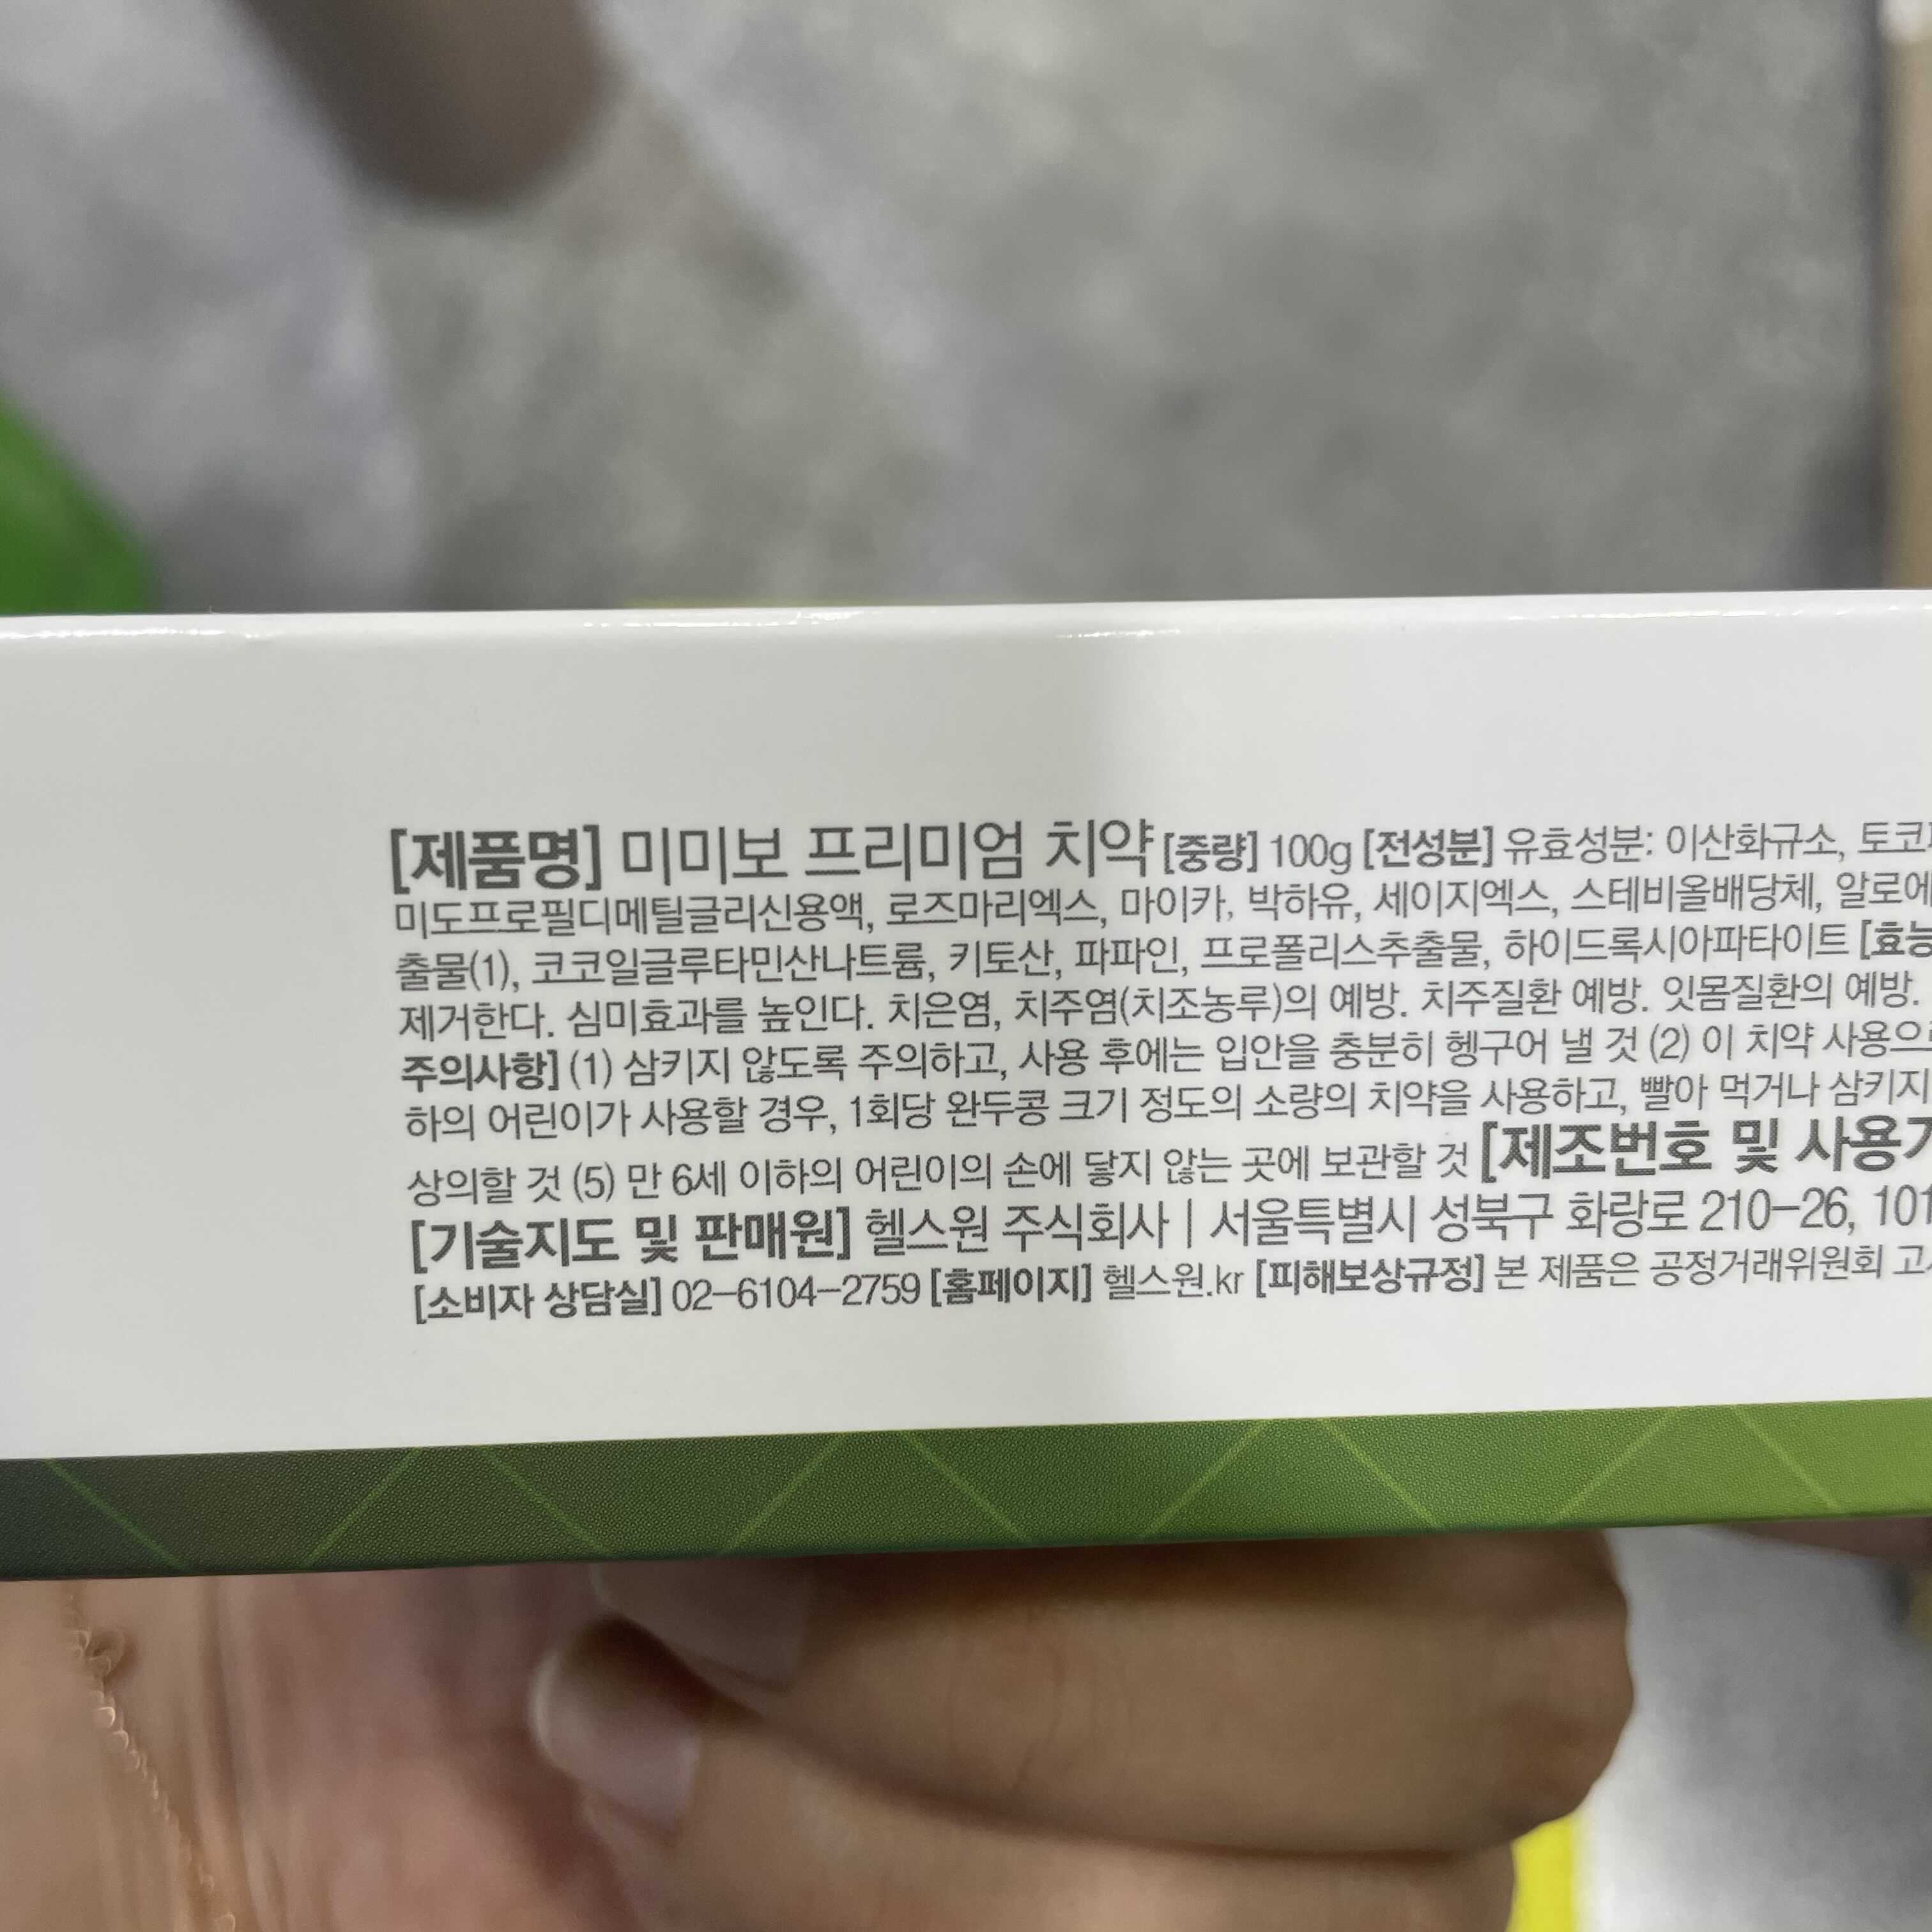 [제품명] 미미보 프리미엄 치약 [중량] 100g [전성분] 유효성분: 이산화규소, 토코
미도프로필디메틸글리신용액, 로즈마리엑스, 마이카, 박하유, 세이지엑스, 스테비올배당체, 알로에
출물(1), 코코일글루타민산나트륨, 키토산, 파파인, 프로폴리스추출물, 하이드록시아파타이트 [효능
제거한다. 심미효과를 높인다. 치은염, 치주염(치조농루)의 예방. 치주질환 예방. 잇몸질환의 예방.
주의사항] (1) 삼키지 않도록 주의하고, 사용 후에는 입안을 충분히 헹구어 낼 것 (2) 이 치약 사용으
하의 어린이가 사용할 경우, 1회당 완두콩 크기 정도의 소량의 치약을 사용하고, 빨아 먹거나 삼키지
상의할 것 (5) 만 6세 이하의 어린이의 손에 닿지 않는 곳에 보관할 것 [제조번호 및 사용기
[기술지도 및 판매원] 헬스원 주식회사 | 서울특별시 성북구 화랑로 210-26, 101
[소비자 상담실] 02-6104-2759 [홈페이지] 헬스원.kr [피해보상규정] 본 제품은 공정거래위원회 고